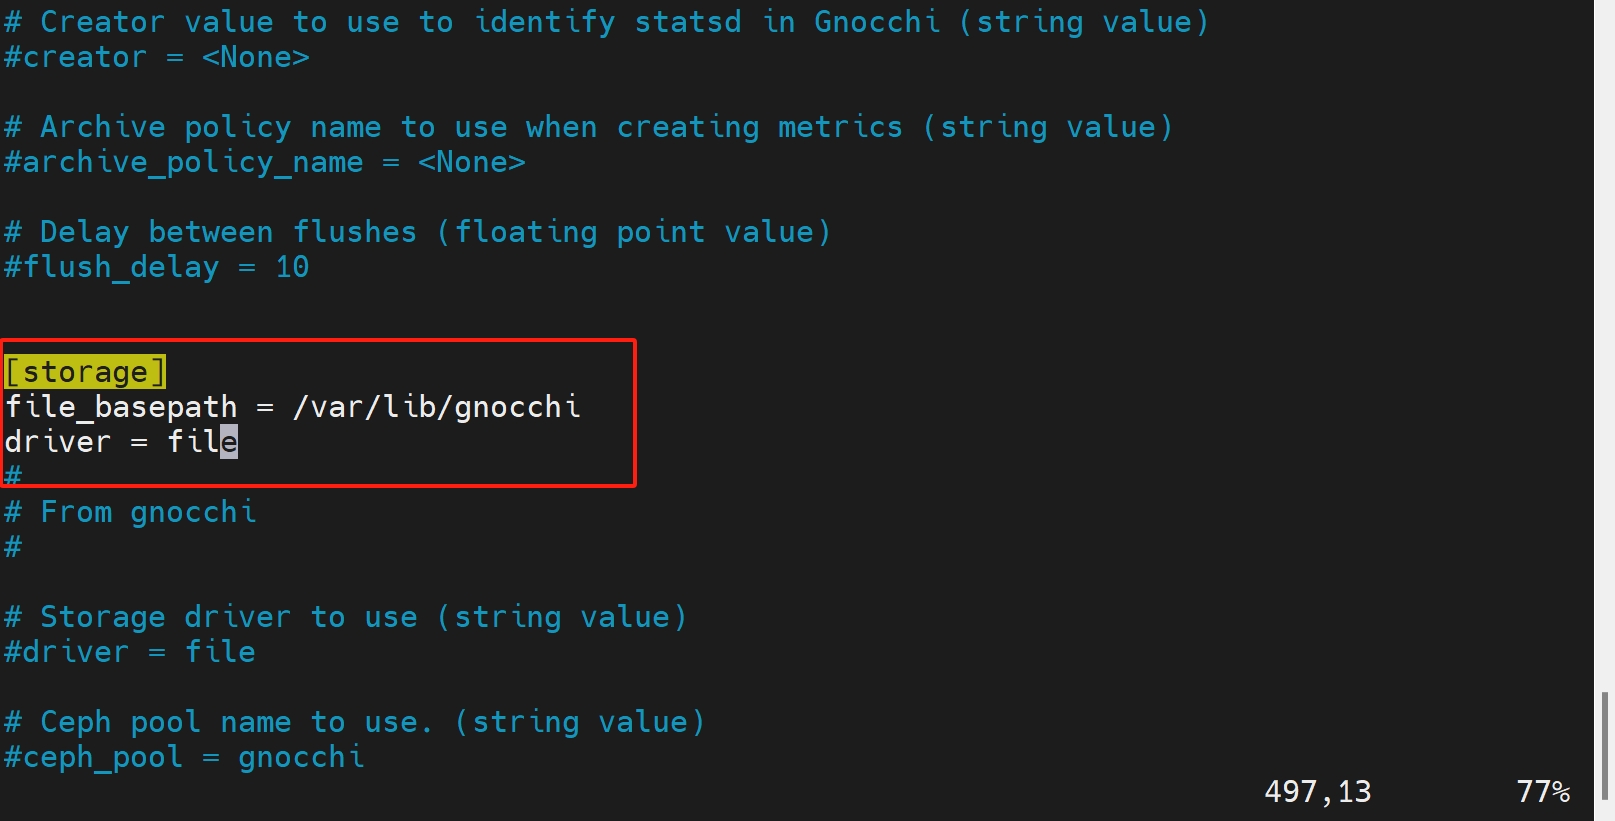 # Creator value to use to identify statsd in Gnocchi (string value)
#creator = <None>
# Archive policy name to use when creating metrics (string value)
#archive_policy_name = <None>
# Delay between flushes (floating point value)
#flush_delay = 10
[storage]
file_basepath = /var/lib/gnocchi
driver = file
#
# From gnocchi
#
# Storage driver to use (string value)
#driver = file
# Ceph pool name to use. (string value)
#ceph_pool = gnocchi
497,13 77%